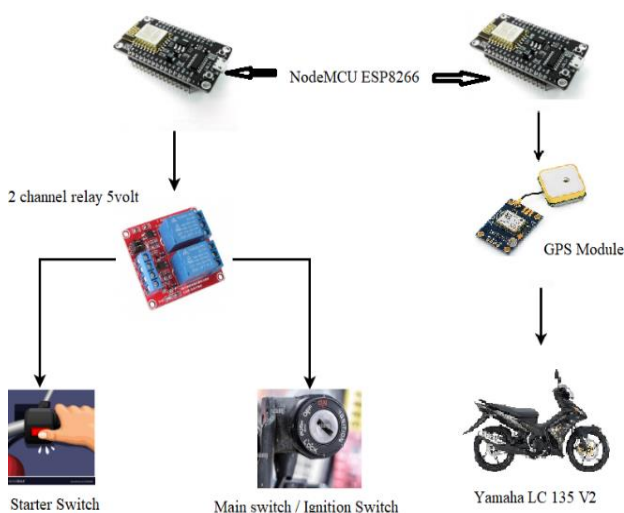 NodeMCU ESP8266
2 channel relay 5volt
GPS Module
Starter Switch
Main switch / Ignition Switch
Yamaha LC 135 V2